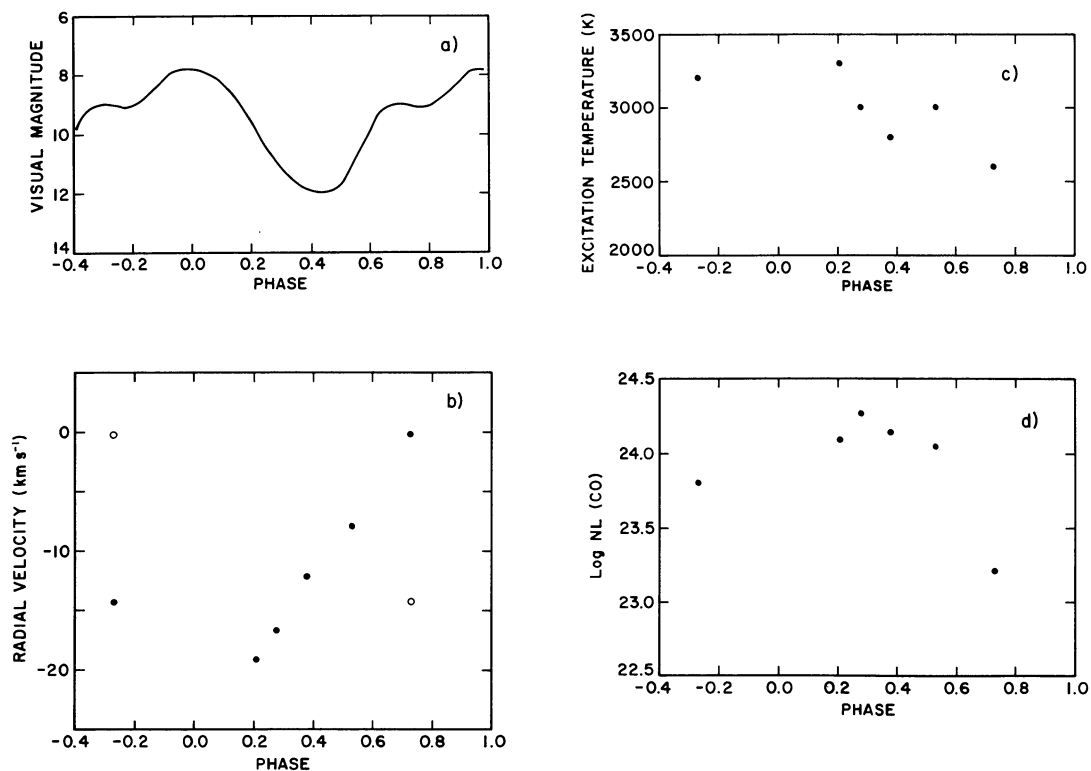 a)
VISUAL MAGNITUDE
6
8
10
12
14
-0.4 -0.2 0.0 0.2 0.4 0.6 0.8 1.0
PHASE
c)
EXCITATION TEMPERATURE (K)
3500
3000
2500
2000
-0.4 -0.2 0.0 0.2 0.4 0.6 0.8 1.0
PHASE
b)
RADIAL VELOCITY (km s⁻¹)
0
-10
-20
-0.4 -0.2 0.0 0.2 0.4 0.6 0.8 1.0
PHASE
d)
Log NL (CO)
24.5
24.0
23.5
23.0
22.5
-0.4 -0.2 0.0 0.2 0.4 0.6 0.8 1.0
PHASE